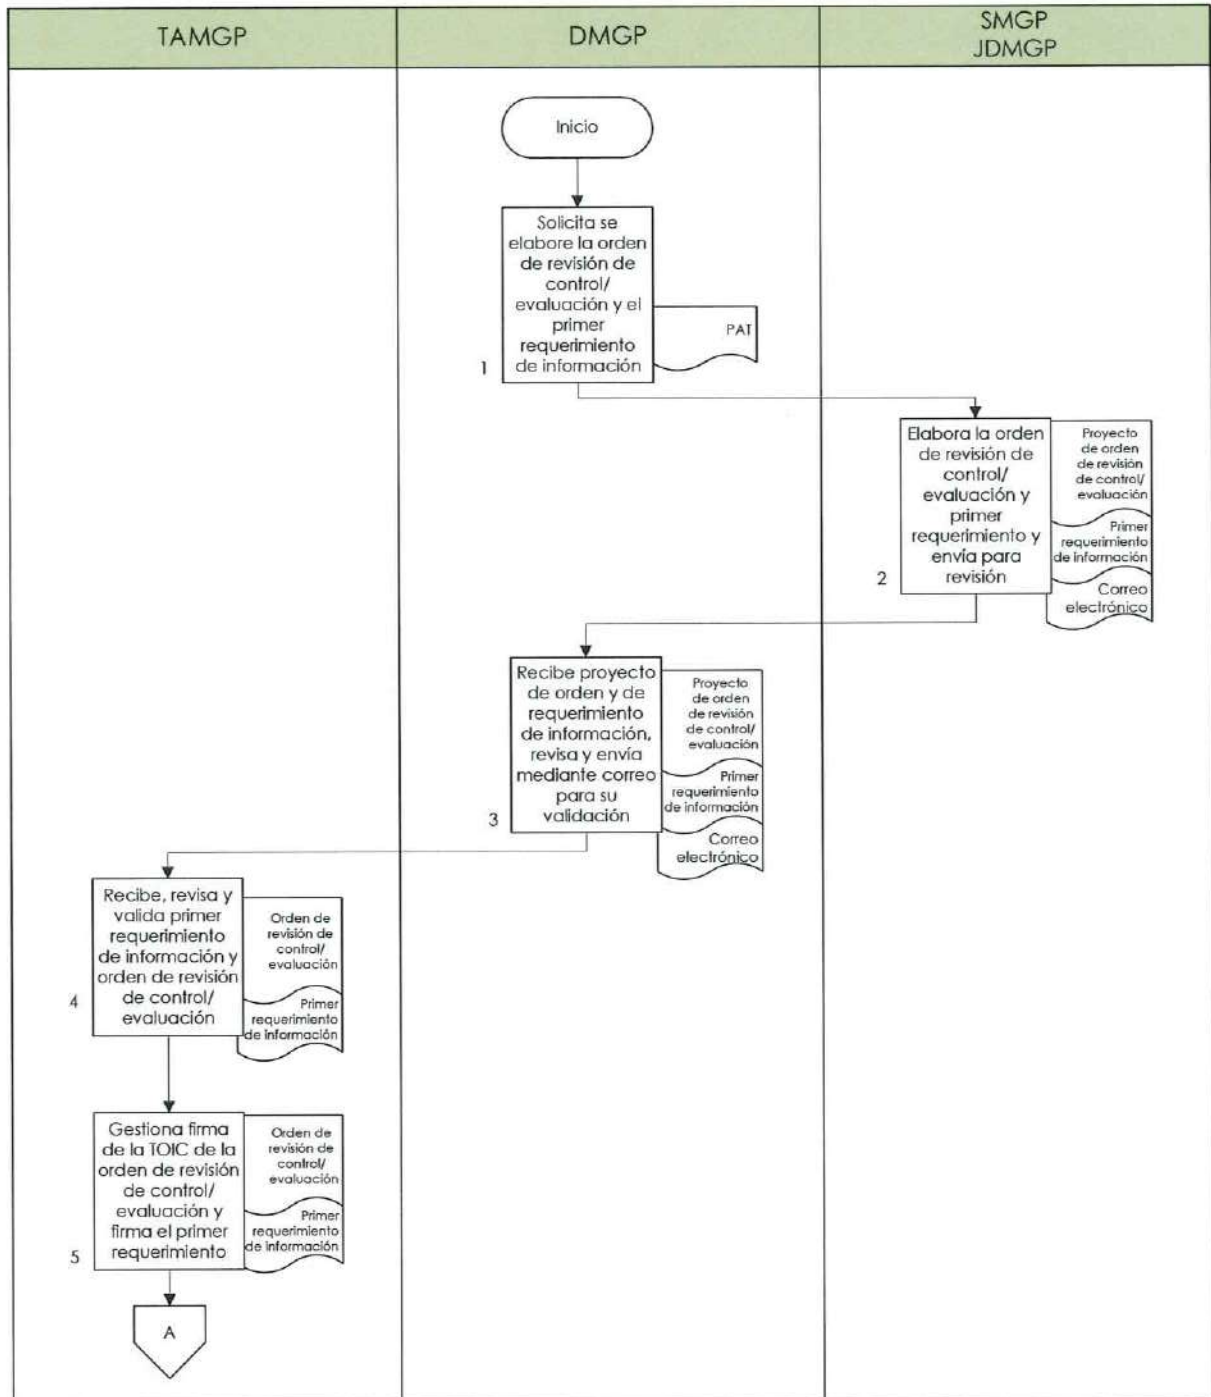 TAMGP
DMGP
SMGP
JDMGP
Inicio
Solicita se
elabore la orden
de revisión de
control/
evaluación y el
primer
requerimiento
de información
1
PAT
Elabora la orden
de revisión de
control/
evaluación y
primer
requerimiento y
envía para
revisión
2
Proyecto
de orden
de revisión
de control/
evaluación
Primer
requerimiento
de información
Correo
electrónico
Recibe proyecto
de orden y de
requerimiento
de información,
revisa y envía
mediante correo
para su
validación
3
Proyecto
de orden
de revisión
de control/
evaluación
Primer
requerimiento
de información
Correo
electrónico
Recibe, revisa y
valida primer
requerimiento
de información y
orden de revisión
de control/
evaluación
4
Orden de
revisión de
control/
evaluación
Primer
requerimiento
de información
Gestiona firma
de la TOIC de la
orden de revisión
de control/
evaluación y
firma el primer
requerimiento
5
Orden de
revisión de
control/
evaluación
Primer
requerimiento
de información
A